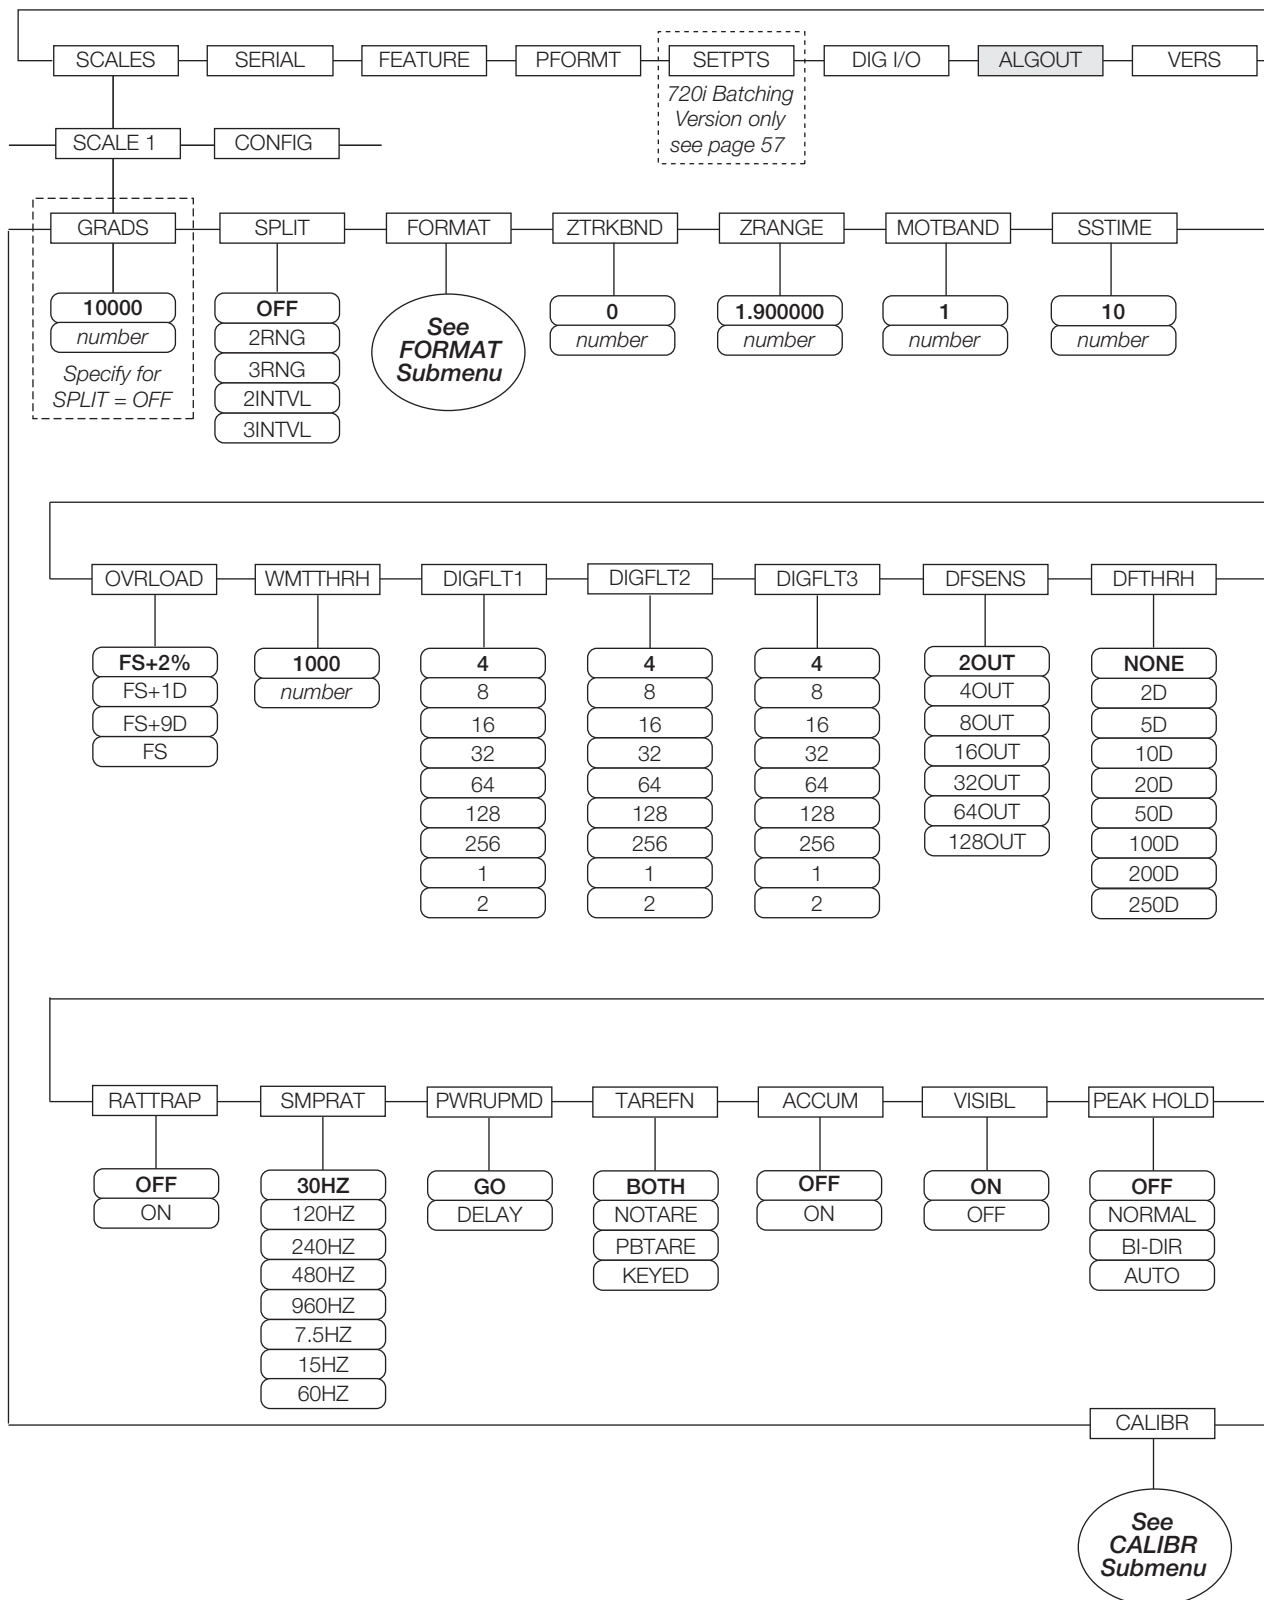 SCALES SERIAL FEATURE PFORMT SETPTS DIG I/O ALGOUT VERS
720i Batching
Version only
see page 57
SCALE 1 CONFIG
GRADS SPLIT FORMAT ZTRKBND ZRANGE MOTBAND SSTIME
10000
number
Specify for
SPLIT = OFF
OFF
2RNG
3RNG
2INTVL
3INTVL
See
FORMAT
Submenu
0
number
1.900000
number
1
number
10
number
OVRLOAD WMTTHRH DIGFLT1 DIGFLT2 DIGFLT3 DFSENS DFTHRH
FS+2%
FS+1D
FS+9D
FS
1000
number
4
8
16
32
64
128
256
1
2
4
8
16
32
64
128
256
1
2
4
8
16
32
64
128
256
1
2
2OUT
4OUT
8OUT
16OUT
32OUT
64OUT
128OUT
NONE
2D
5D
10D
20D
50D
100D
200D
250D
RATTRAP SMPRAT PWRUPMD TAREFN ACCUM VISIBL PEAK HOLD
OFF
ON
30HZ
120HZ
240HZ
480HZ
960HZ
7.5HZ
15HZ
60HZ
GO
DELAY
BOTH
NOTARE
PBTARE
KEYED
OFF
ON
ON
OFF
OFF
NORMAL
BI-DIR
AUTO
CALIBR
See
CALIBR
Submenu